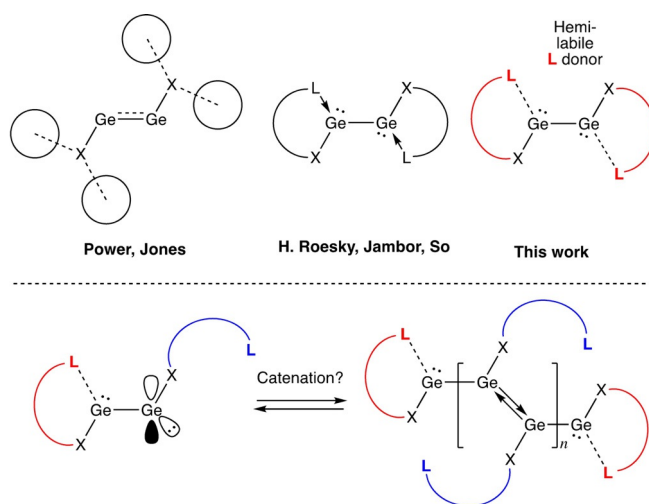 Hemi-
labile
L donor
X
Ge Ge
X
L X
Ge Ge
X L
L X
Ge Ge
X L
Power, Jones
H. Roesky, Jambor, So
This work
L L
X
Ge Ge
X
Catenation?
L X L
Ge Ge X
X Ge Ge
n
L X L